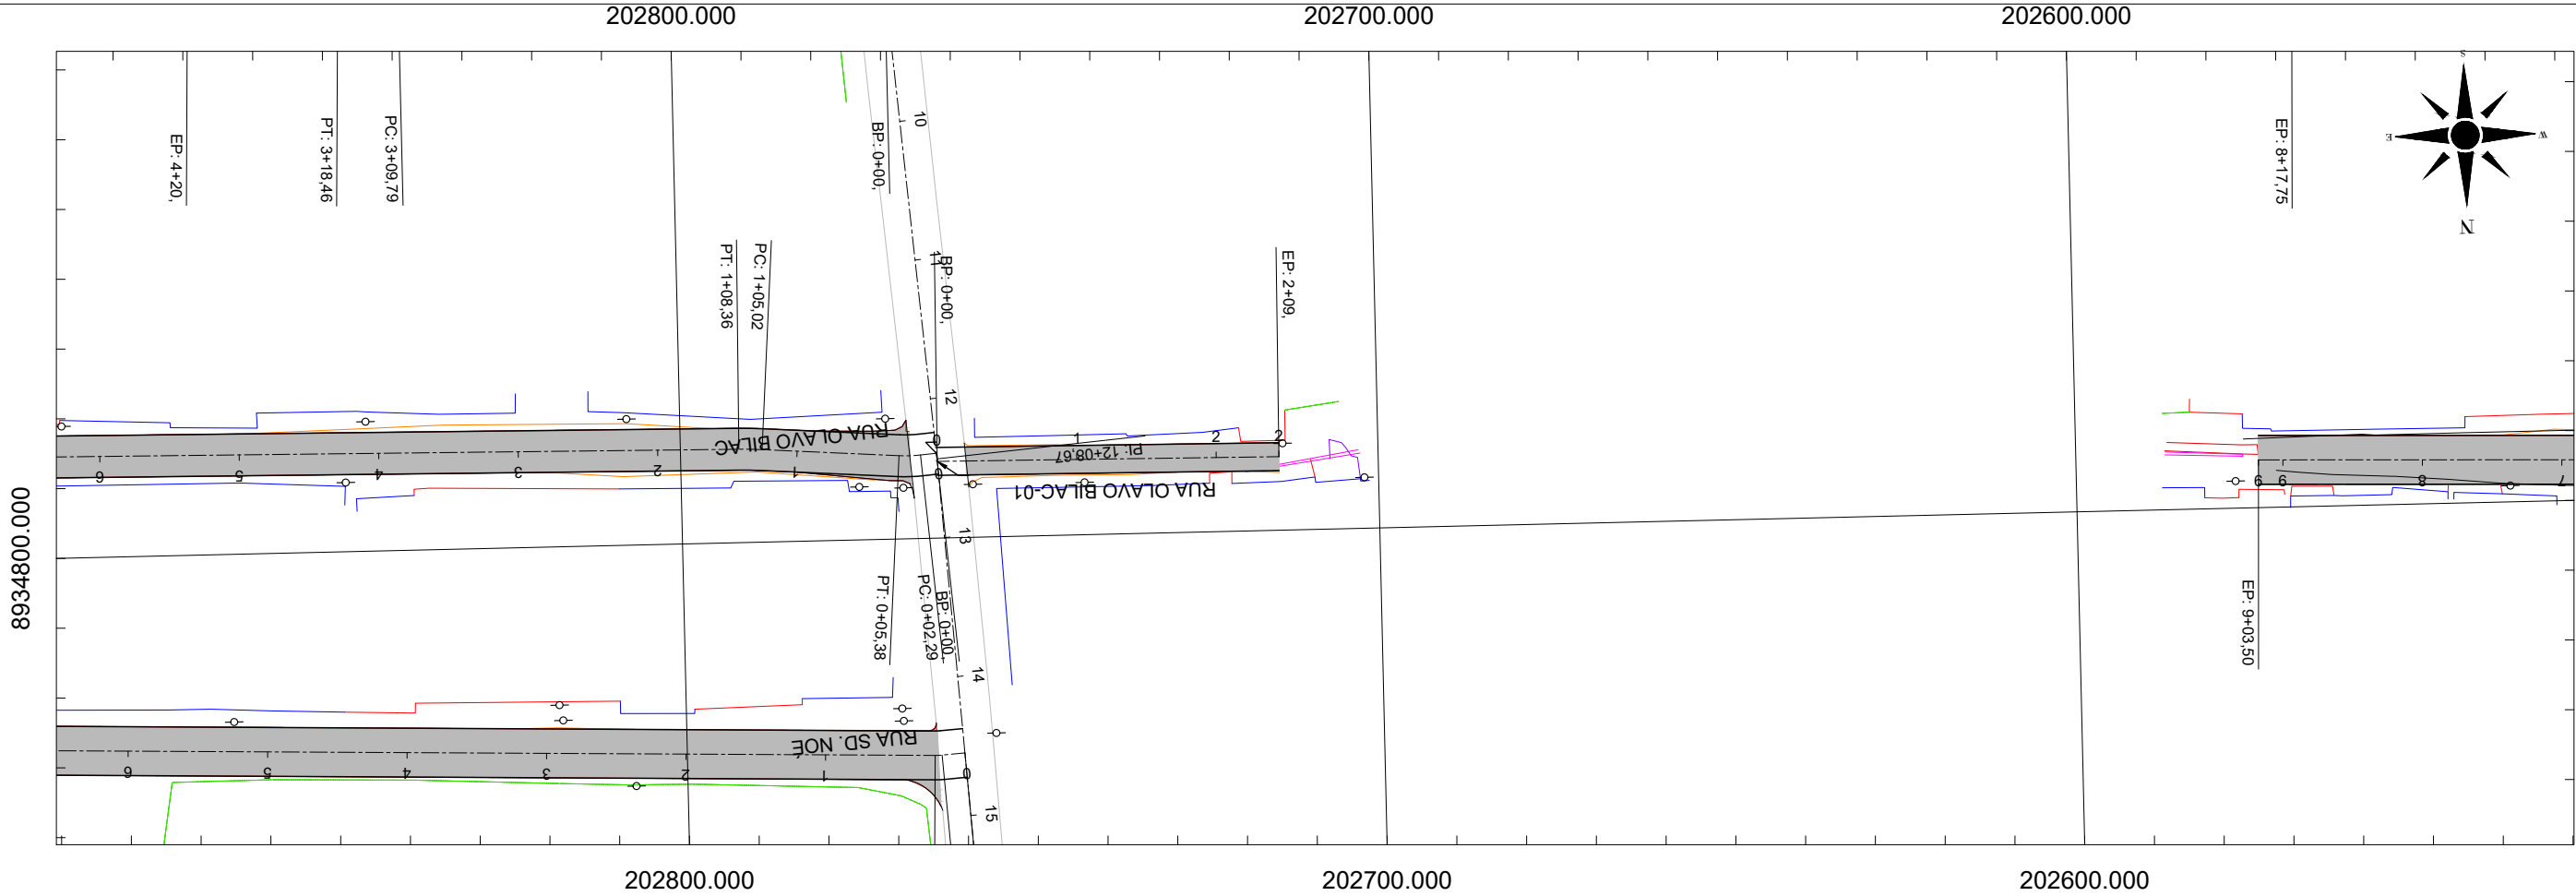 202800.000
202700.000
202600.000
S
E
W
N
EP: 4+20,
PT: 3+18,46
PC: 3+09,79
BP: 0+00,
10
EP: 8+17,75
11
BP: 0+00,
PT: 1+08,36
PC: 1+05,02
EP: 2+09,
12
RUA OLAVO BILAC
0
1
2
2
PI: 12+08,67
6
5
4
3
2
1
0
RUA OLAVO BILAC-01
9
9
8
7
8934800.000
13
PT: 0+05,38
PC: 0+02,29
BP: 0+00,
EP: 9+03,50
14
RUA SD. NOÉ
6
5
4
3
2
1
0
15
202800.000
202700.000
202600.000